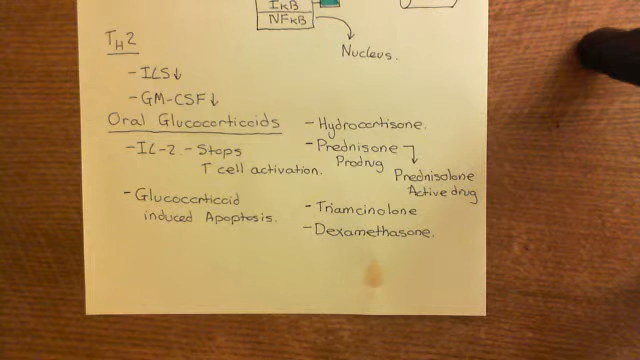 IκB
NFκB
Nucleus.
TH2
- IL5↓
- GM-CSF↓
Oral Glucocorticoids
- IL-2. - Stops
T cell activation.
- Glucocorticoid
induced Apoptosis.
- Hydrocortisone.
- Prednisone
Prodrug
Prednisolone
Active drug
- Triamcinolone
- Dexamethasone.